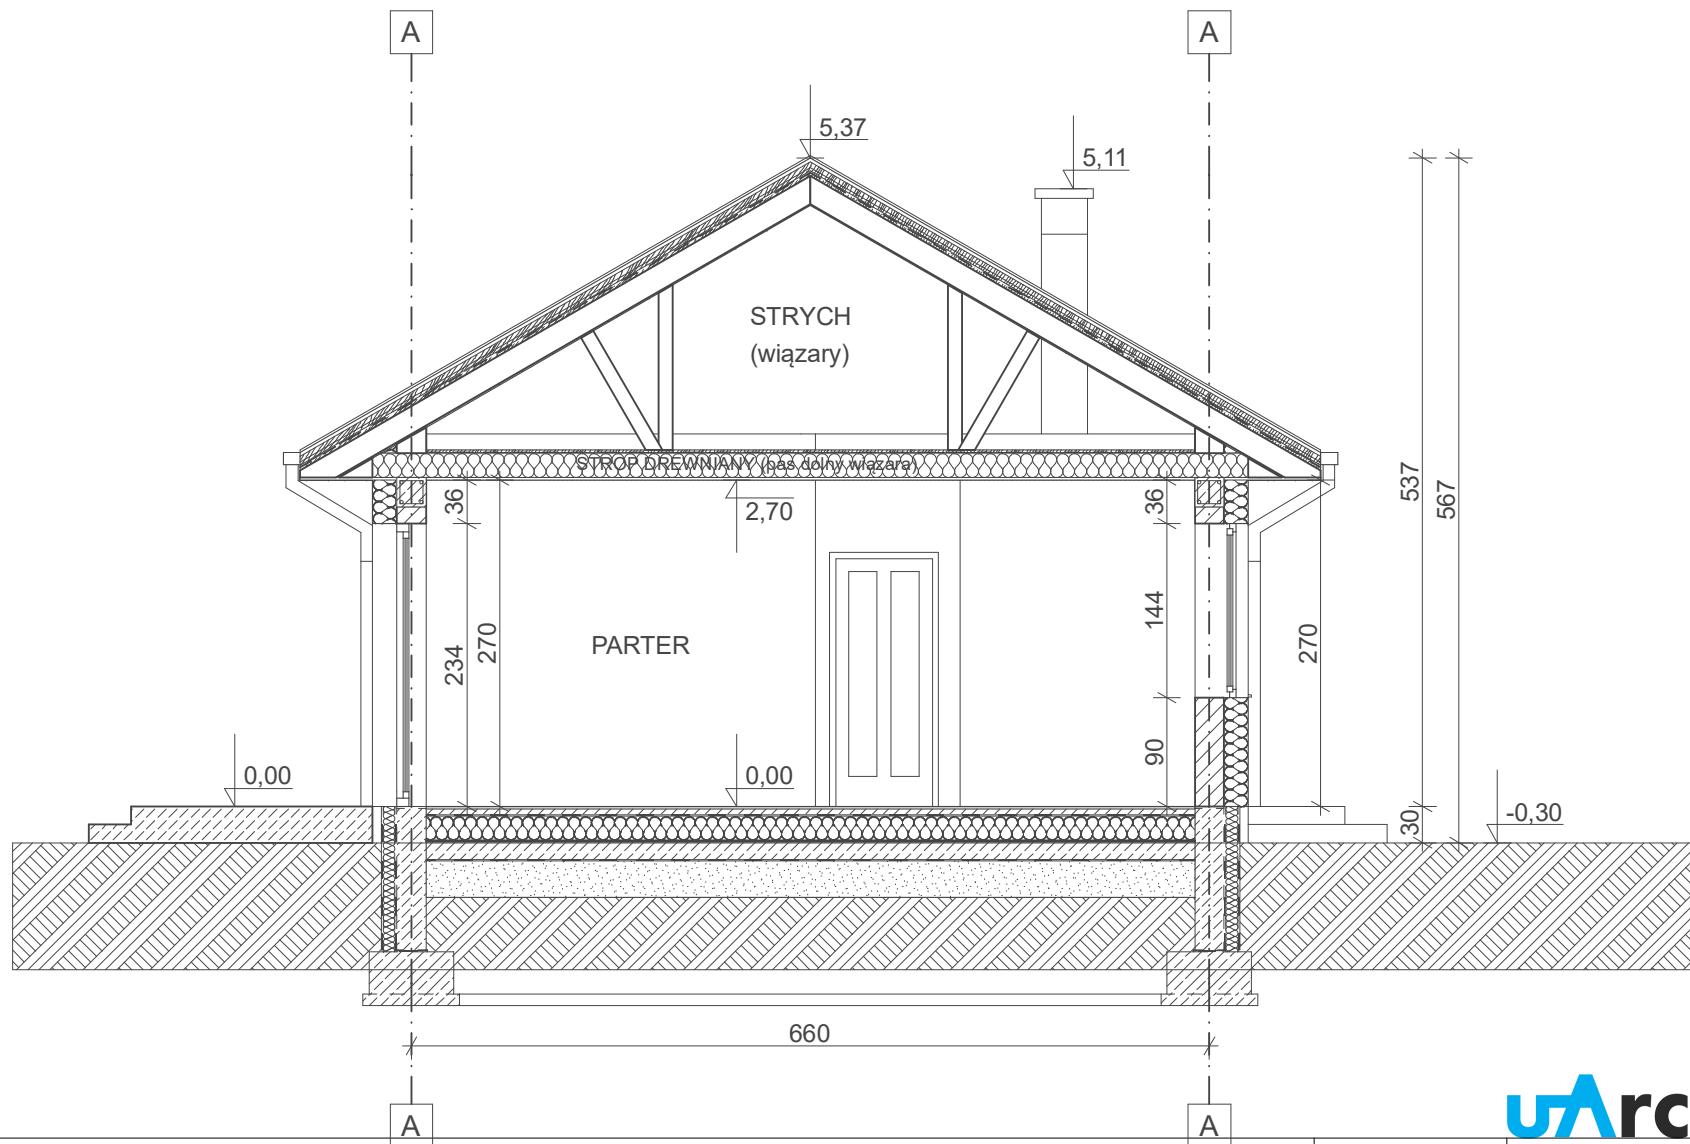 A
A
5,37
5,11
STRYCH
(wiązary)
STROP DREWNIANY (pas dolny wiązara)
36
2,70
36
537
567
234
270
PARTER
144
270
90
0,00
0,00
30
-0,30
660
A
A
uArc